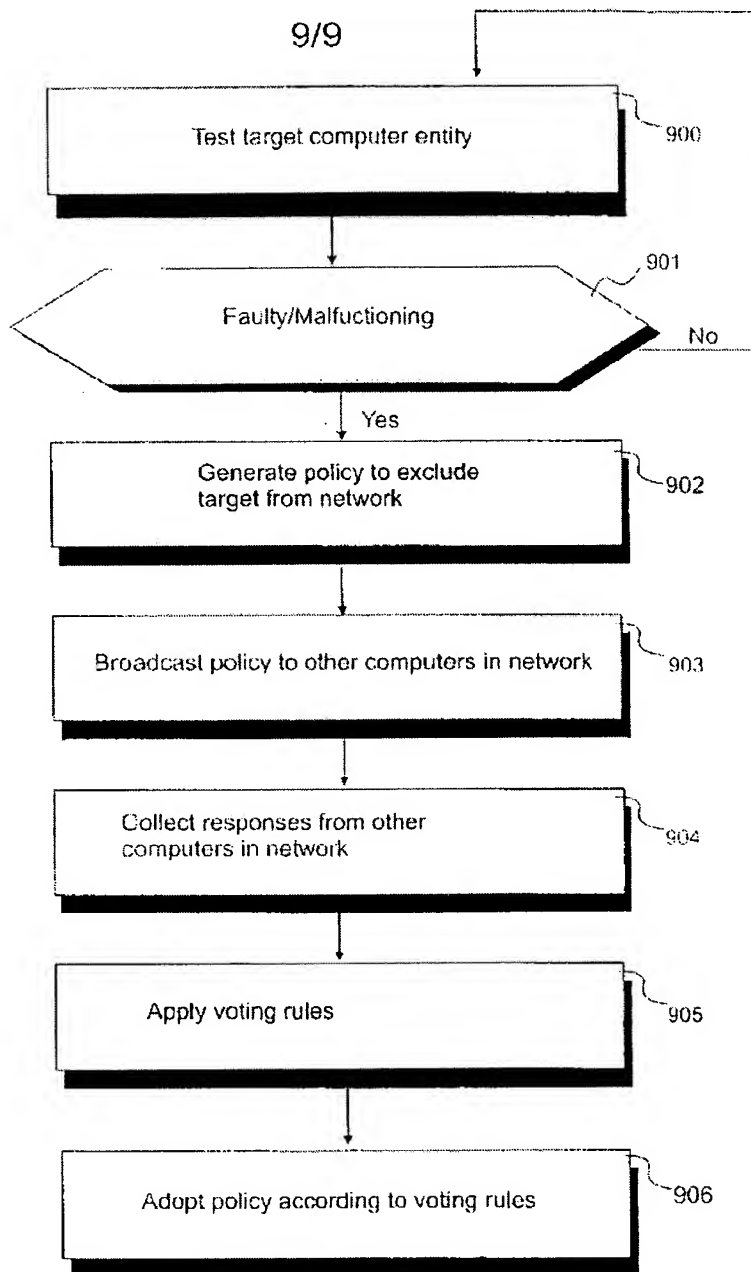 9/9
Test target computer entity
900
901
Faulty/Malfuctioning
No
Yes
Generate policy to exclude
target from network
902
Broadcast policy to other computers in network
903
Collect responses from other
computers in network
904
Apply voting rules
905
Adopt policy according to voting rules
906